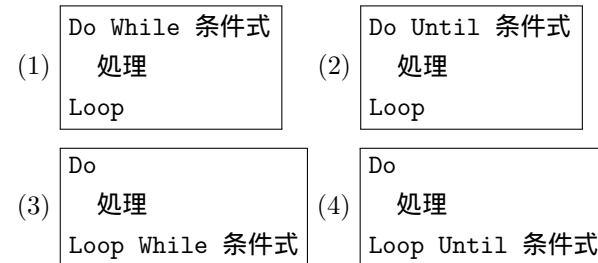 (1) Do While 条件式
処理
Loop
(2) Do Until 条件式
処理
Loop
(3) Do
処理
Loop While 条件式
(4) Do
処理
Loop Until 条件式